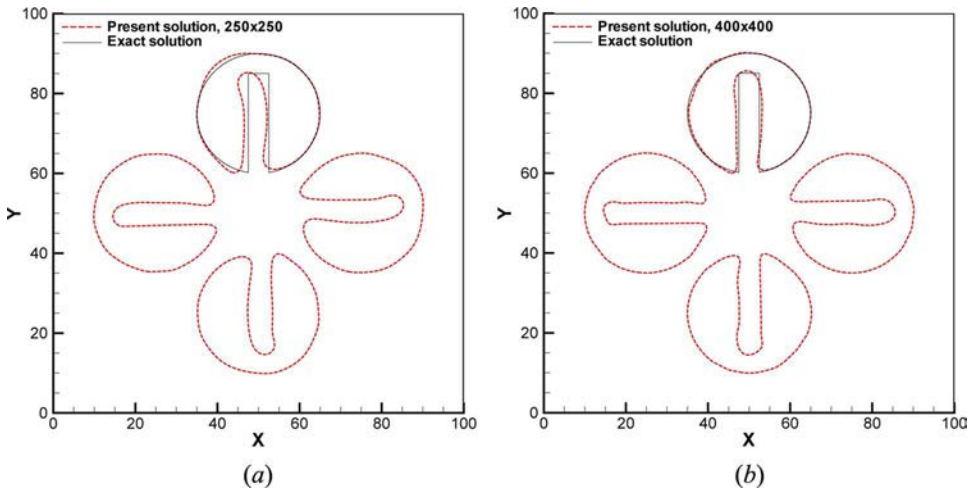 Present solution, 250x250
Exact solution
100
80
60
40
20
0
Y
0 20 40 60 80 100
X
(a)
Present solution, 400x400
Exact solution
100
80
60
40
20
0
Y
0 20 40 60 80 100
X
(b)